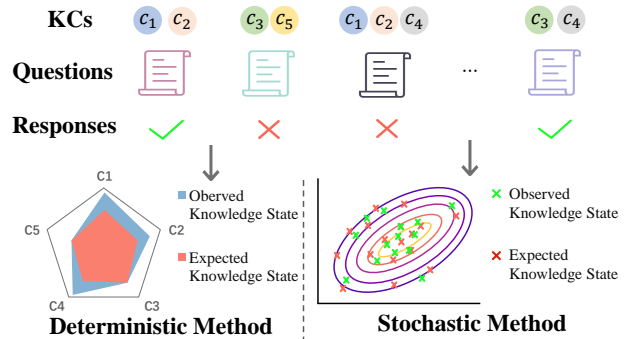 KCs c1 c2 c3 c5 c1 c2 c4 c3 c4
Questions ...
Responses
C1
C2
C3
C4
C5
Oberved
Knowledge State
Expected
Knowledge State
Deterministic Method
Observed
Knowledge State
Expected
Knowledge State
Stochastic Method